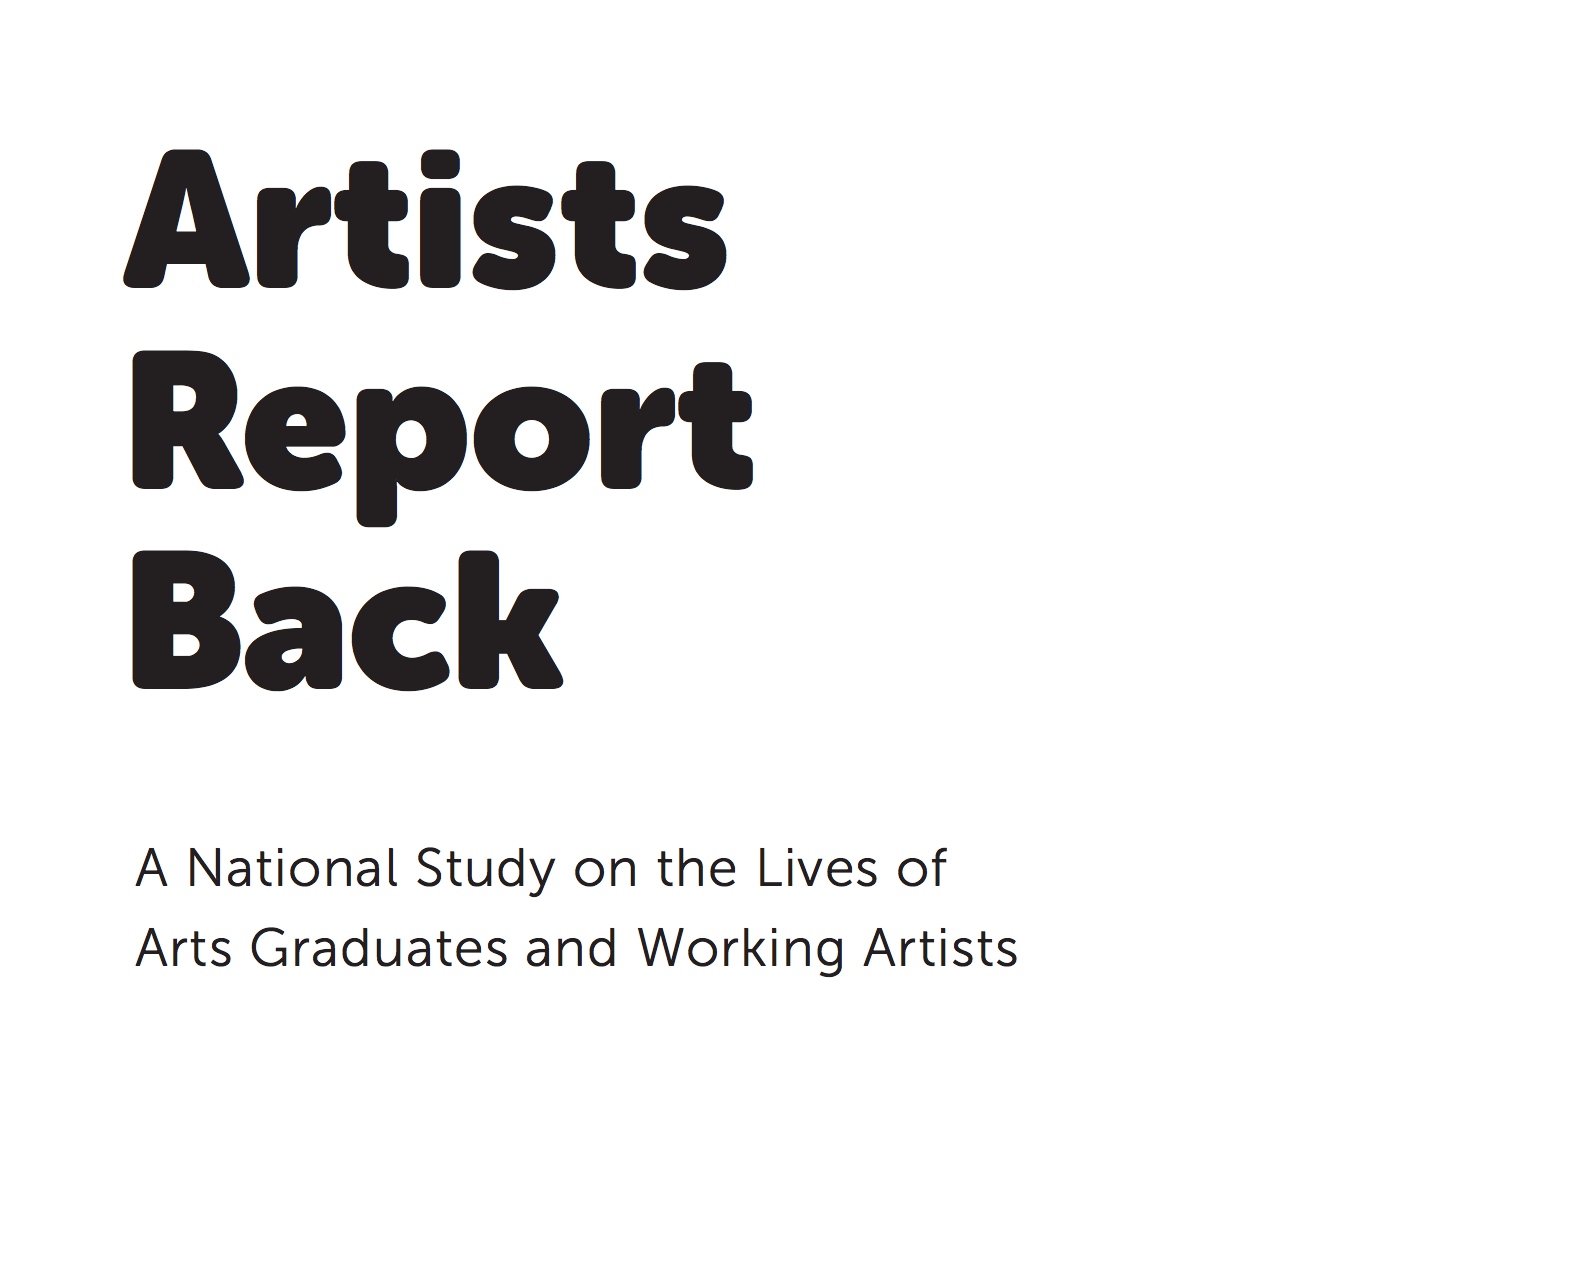 Artists
Report
Back
A National Study on the Lives of
Arts Graduates and Working Artists